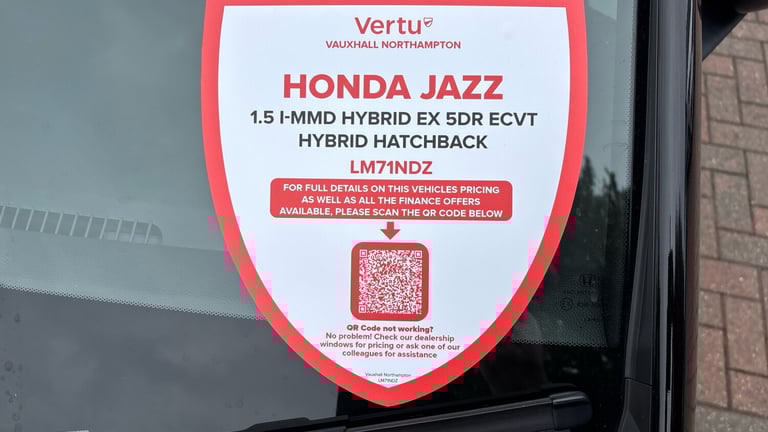 Vertu
VAUXHALL NORTHAMPTON
HONDA JAZZ
1.5 I-MMD HYBRID EX 5DR ECVT
HYBRID HATCHBACK
LM71NDZ
FOR FULL DETAILS ON THIS VEHICLES PRICING
AS WELL AS ALL THE FINANCE OFFERS
AVAILABLE, PLEASE SCAN THE QR CODE BELOW
QR Code not working?
No problem! Check our dealership
windows for pricing or ask one of our
colleagues for assistance
Vauxhall Northampton
LM71NDZ